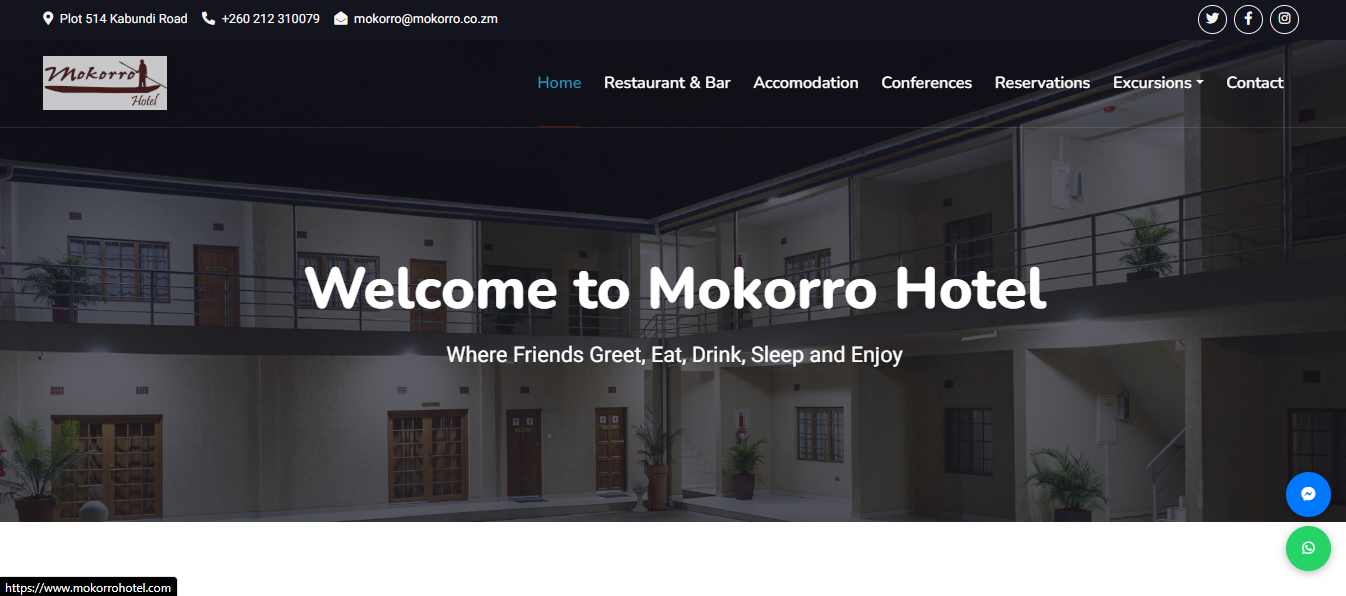 Plot 514 Kabundi Road +260 212 310079 mokorro@mokorro.co.zm
Mokorro
Hotel
Home Restaurant & Bar Accomodation Conferences Reservations Excursions Contact
Welcome to Mokorro Hotel
Where Friends Greet, Eat, Drink, Sleep and Enjoy
https://www.mokorrohotel.com